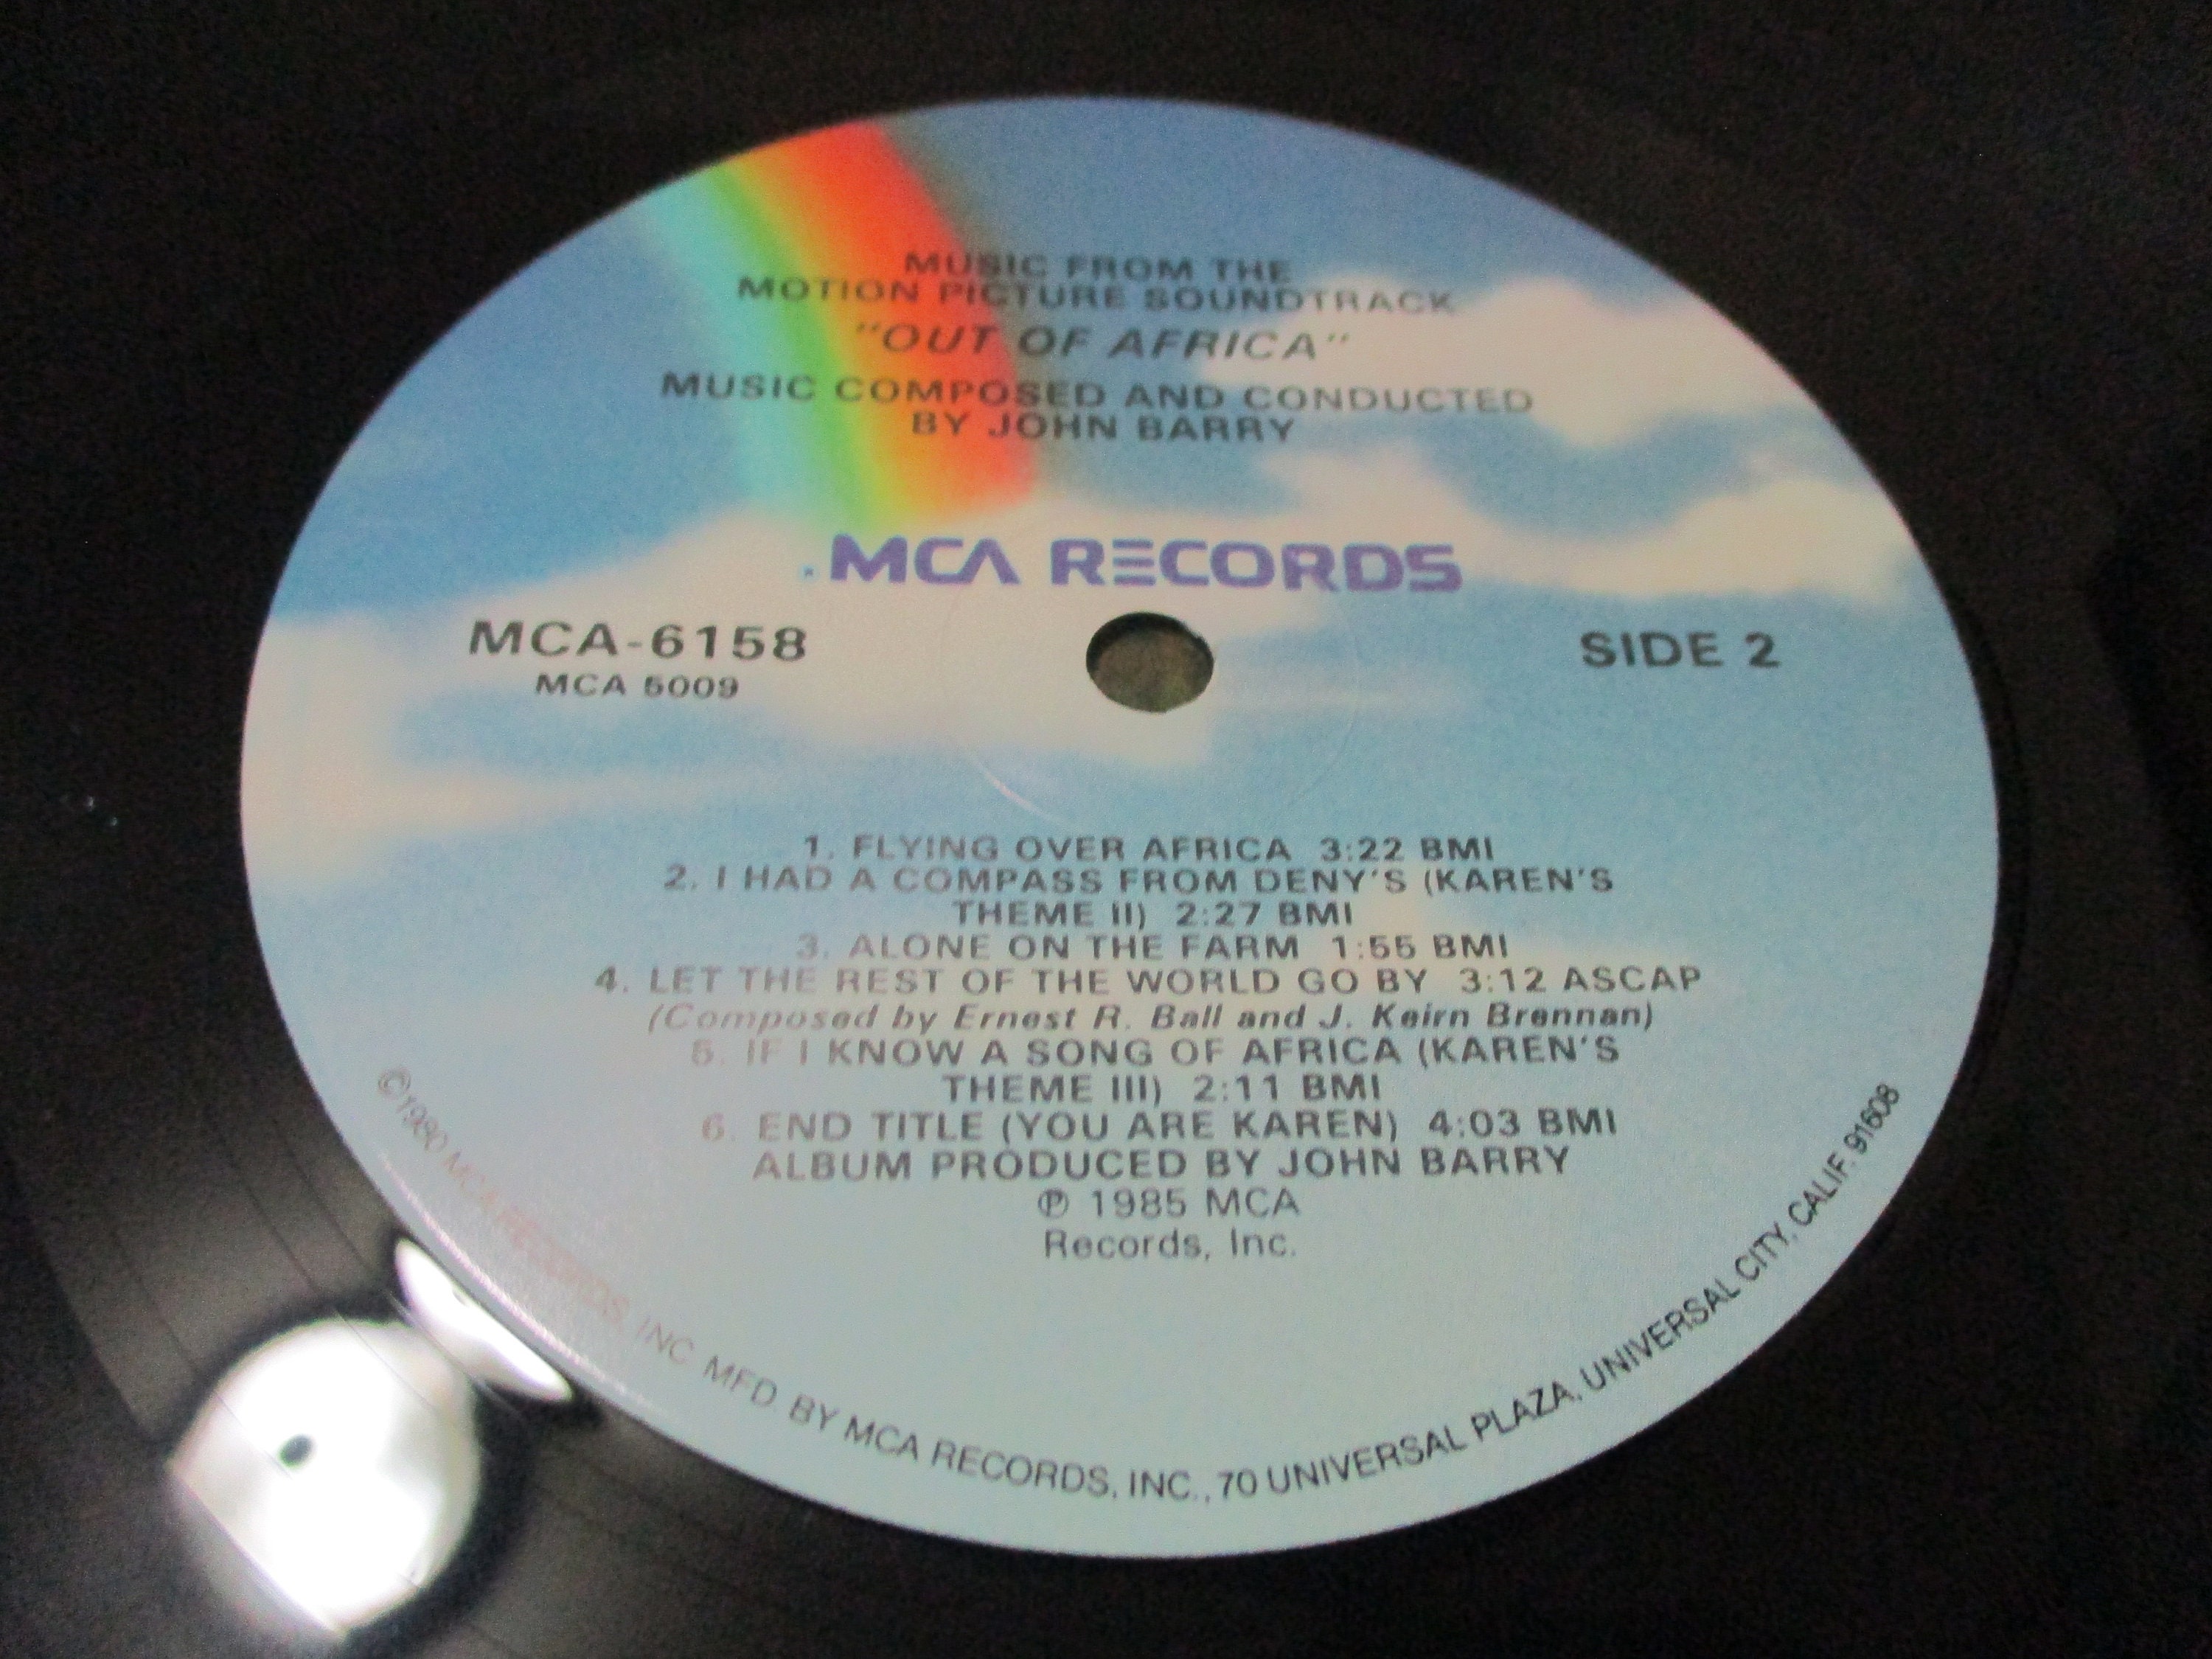 MUSIC FROM THE
MOTION PICTURE SOUNDTRACK
"OUT OF AFRICA"
MUSIC COMPOSED AND CONDUCTED
BY JOHN BARRY
MCA RECORDS
MCA-6158
MCA 5009
SIDE 2
1. FLYING OVER AFRICA 3:22 BMI
2. I HAD A COMPASS FROM DENY'S (KAREN'S
THEME II) 2:27 BMI
3. ALONE ON THE FARM 1:55 BMI
4. LET THE REST OF THE WORLD GO BY 3:12 ASCAP
(Composed by Ernest R. Ball and J. Keirn Brennan)
5. IF I KNOW A SONG OF AFRICA (KAREN'S
THEME III) 2:11 BMI
6. END TITLE (YOU ARE KAREN) 4:03 BMI
ALBUM PRODUCED BY JOHN BARRY
℗ 1985 MCA
Records, Inc.
©1980 MCA RECORDS, INC. MFD. BY MCA RECORDS, INC., 70 UNIVERSAL PLAZA, UNIVERSAL CITY, CALIF. 91608